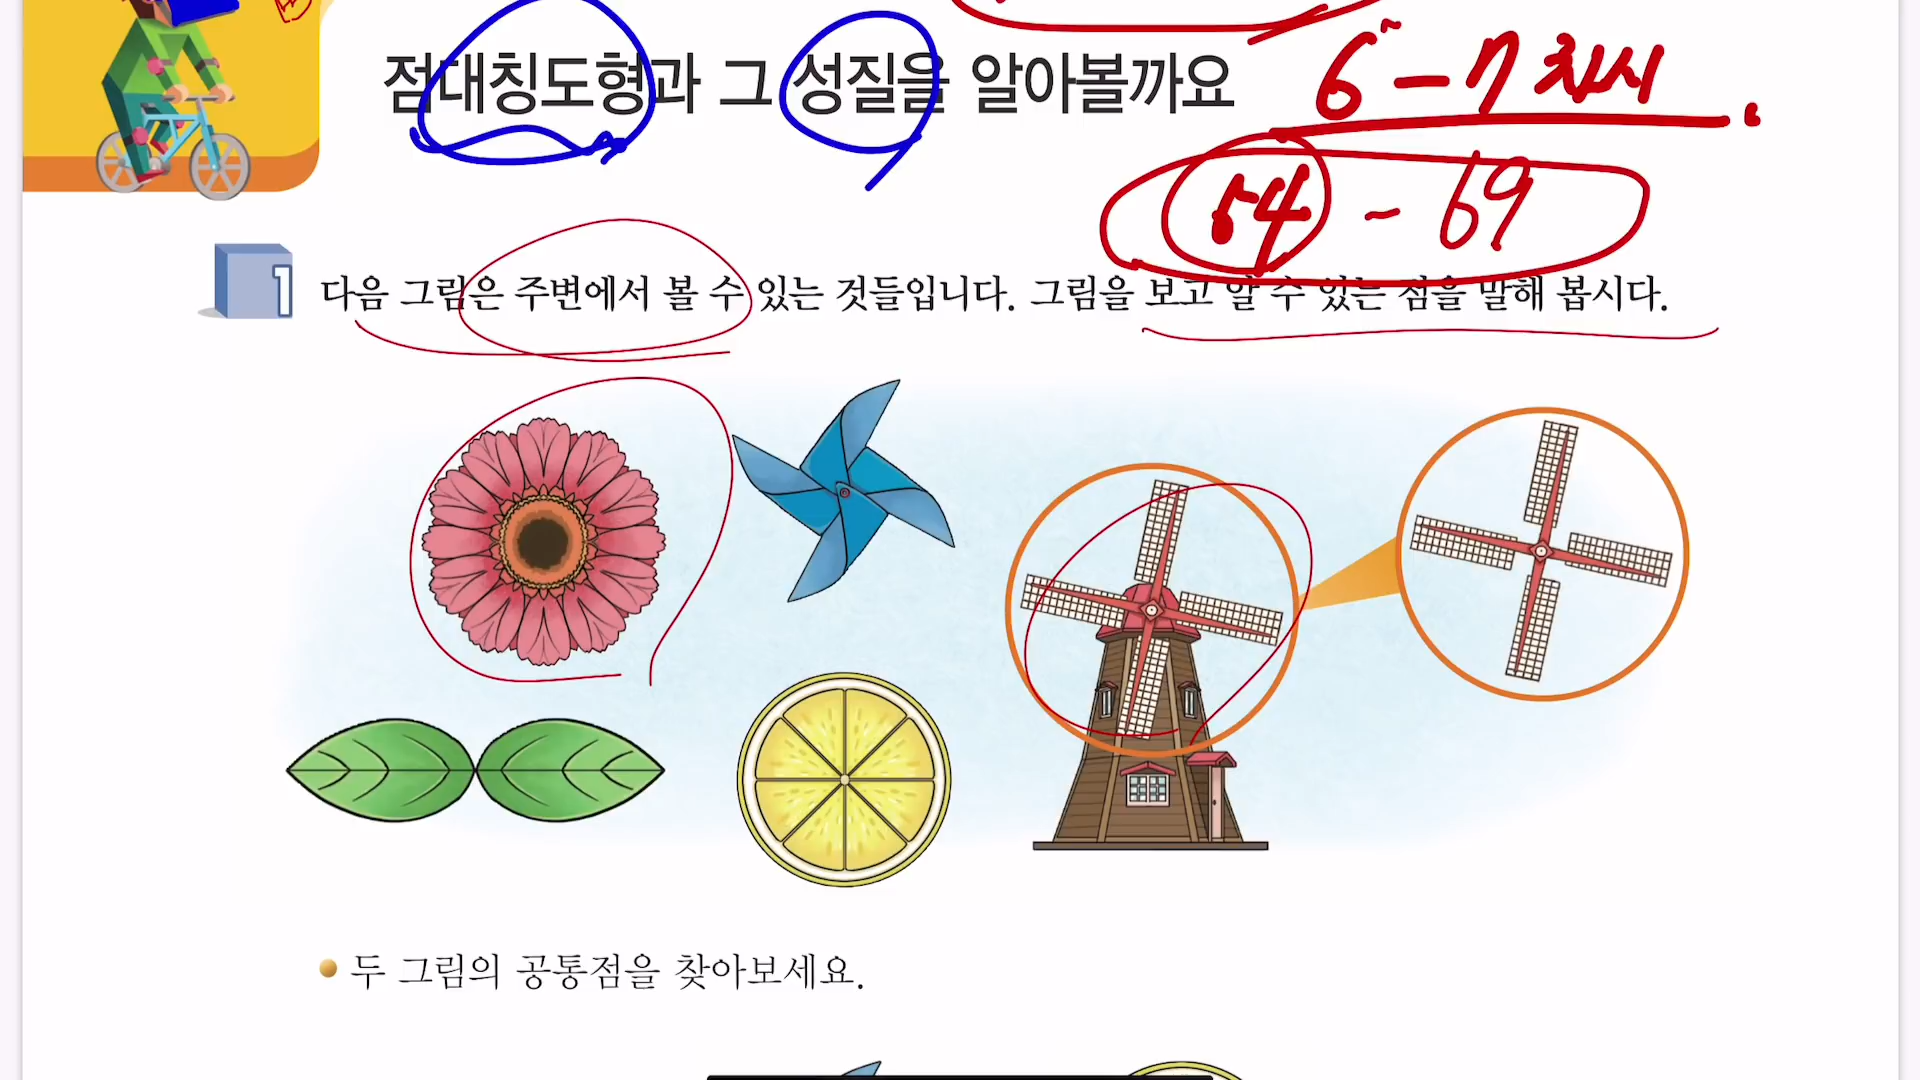 점대칭도형과 그 성질을 알아볼까요
6~7차시
64 ~ 69
1 다음 그림은 주변에서 볼 수 있는 것들입니다. 그림을 보고 알 수 있는 점을 말해 봅시다.
두 그림의 공통점을 찾아보세요.